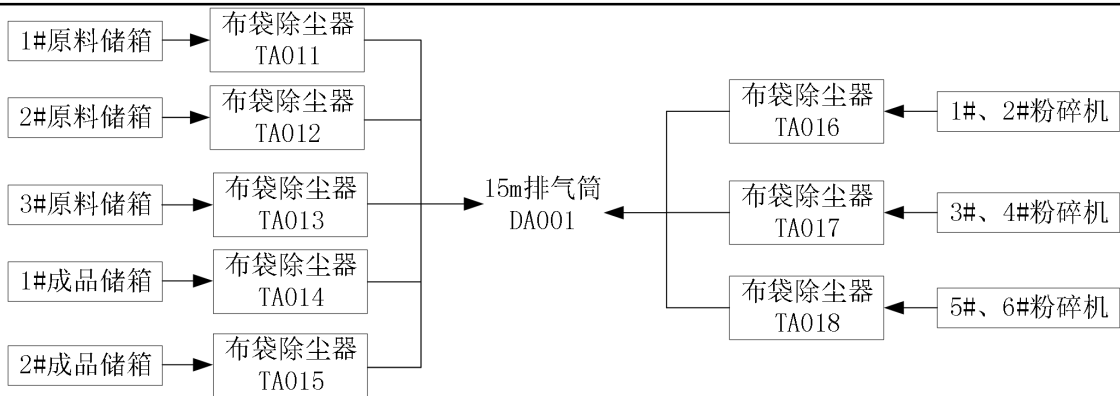 1#原料储箱
布袋除尘器
TA011
2#原料储箱
布袋除尘器
TA012
3#原料储箱
布袋除尘器
TA013
1#成品储箱
布袋除尘器
TA014
2#成品储箱
布袋除尘器
TA015
15m排气筒
DA001
布袋除尘器
TA016
1#、2#粉碎机
布袋除尘器
TA017
3#、4#粉碎机
布袋除尘器
TA018
5#、6#粉碎机